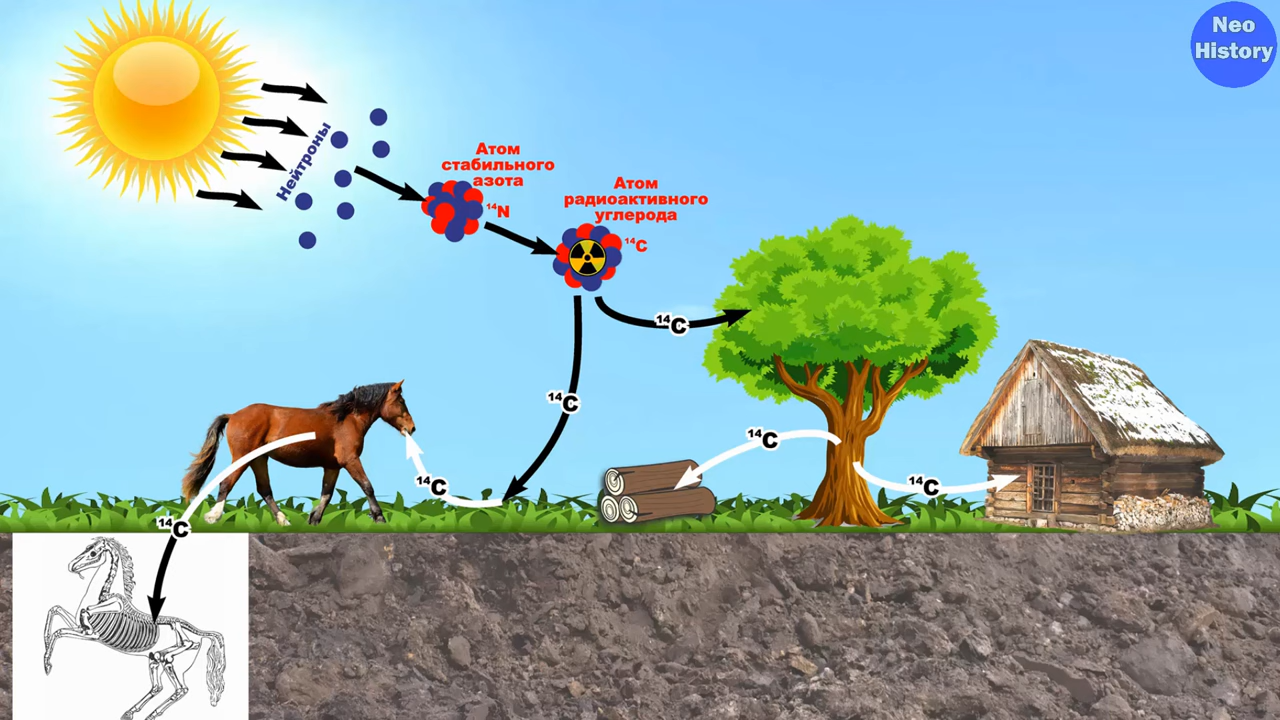 Neo
History
Нейтроны
Атом
стабильного
азота
¹⁴N
Атом
радиоактивного
углерода
¹⁴C
¹⁴C
¹⁴C
¹⁴C
¹⁴C
¹⁴C
¹⁴C